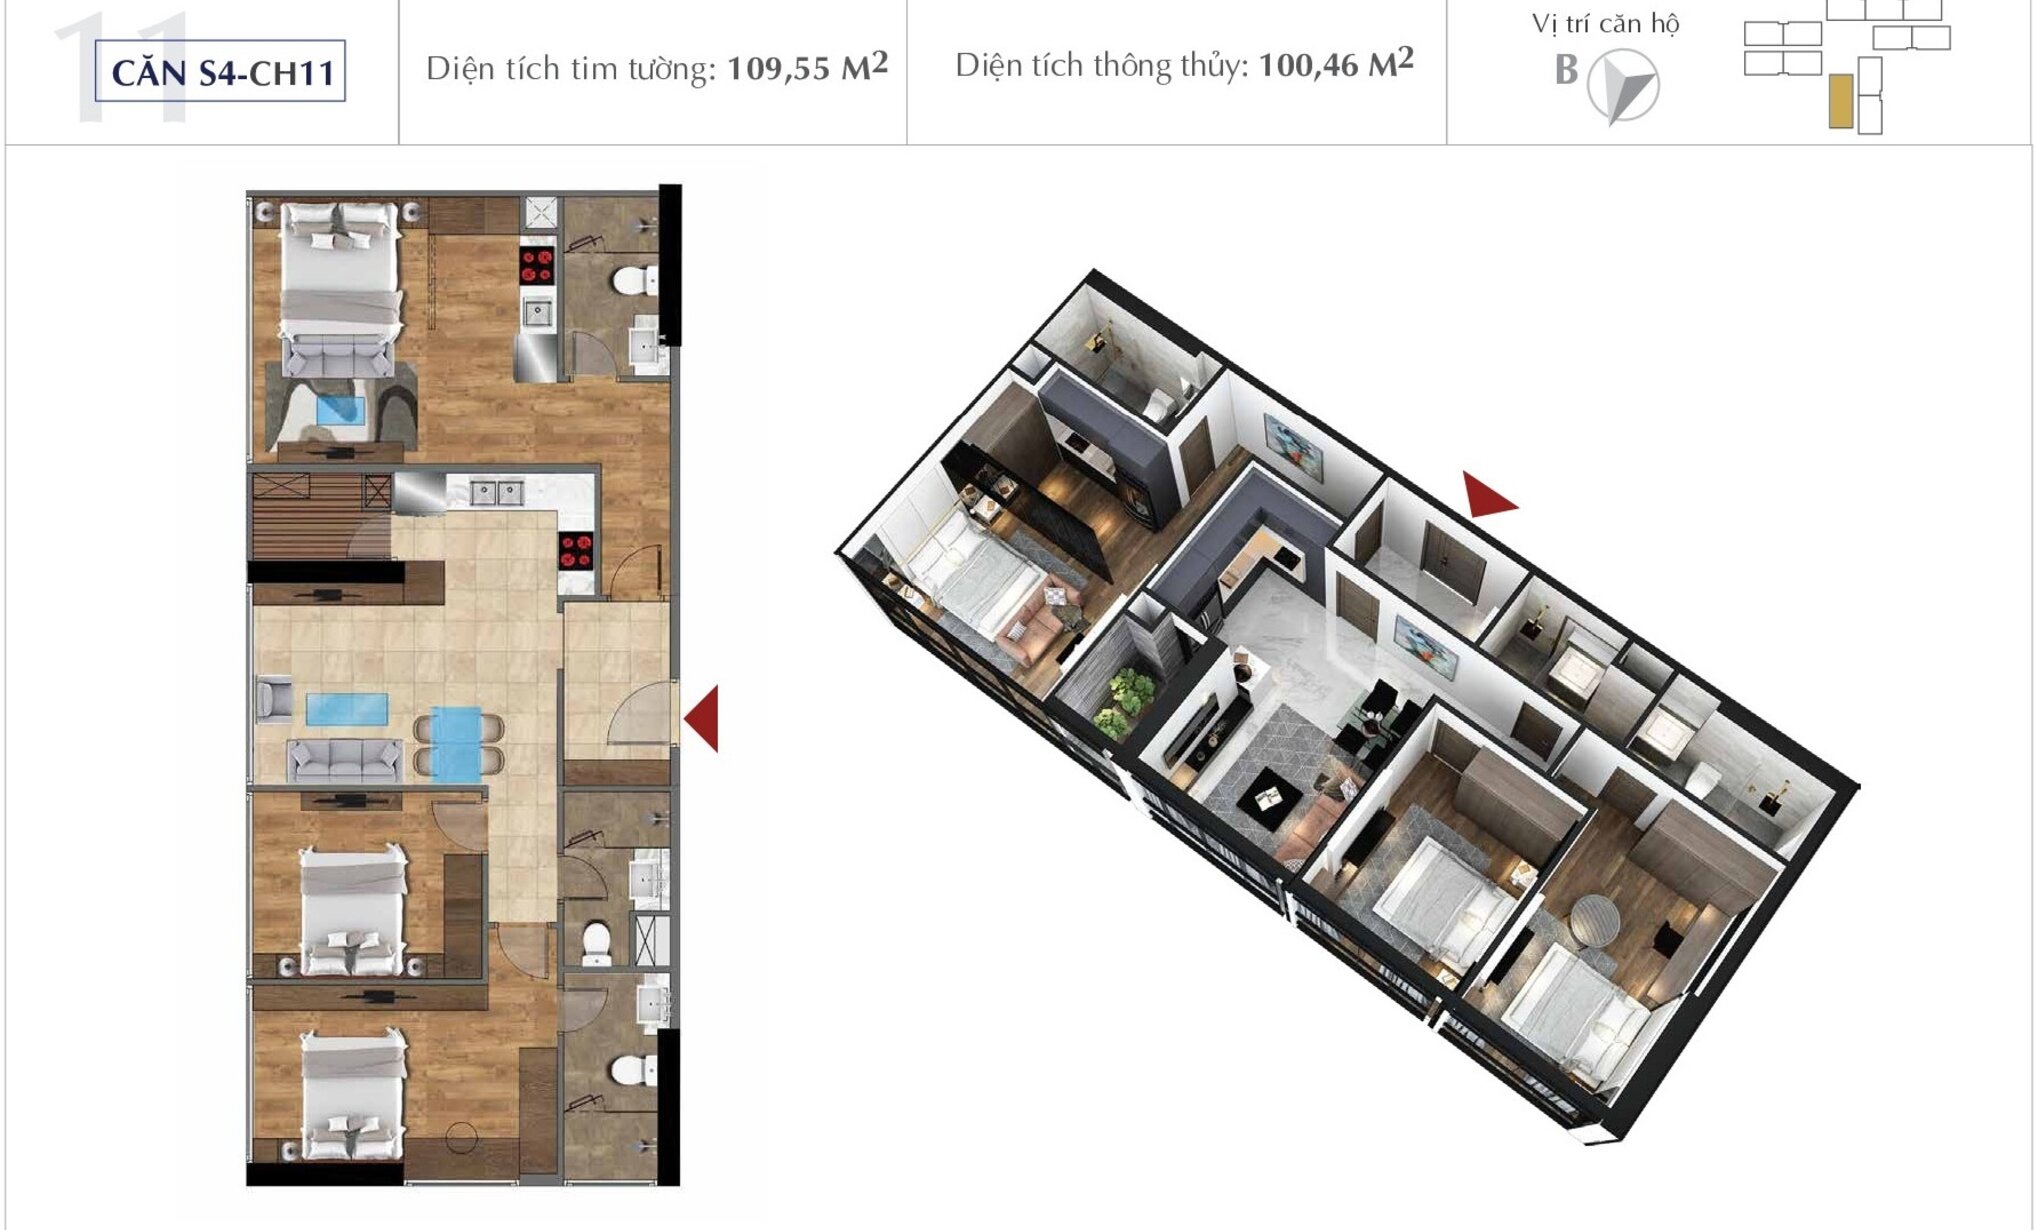 11
CĂN S4-CH11
Diện tích tim tường: 109,55 M²
Diện tích thông thủy: 100,46 M²
Vị trí căn hộ
B